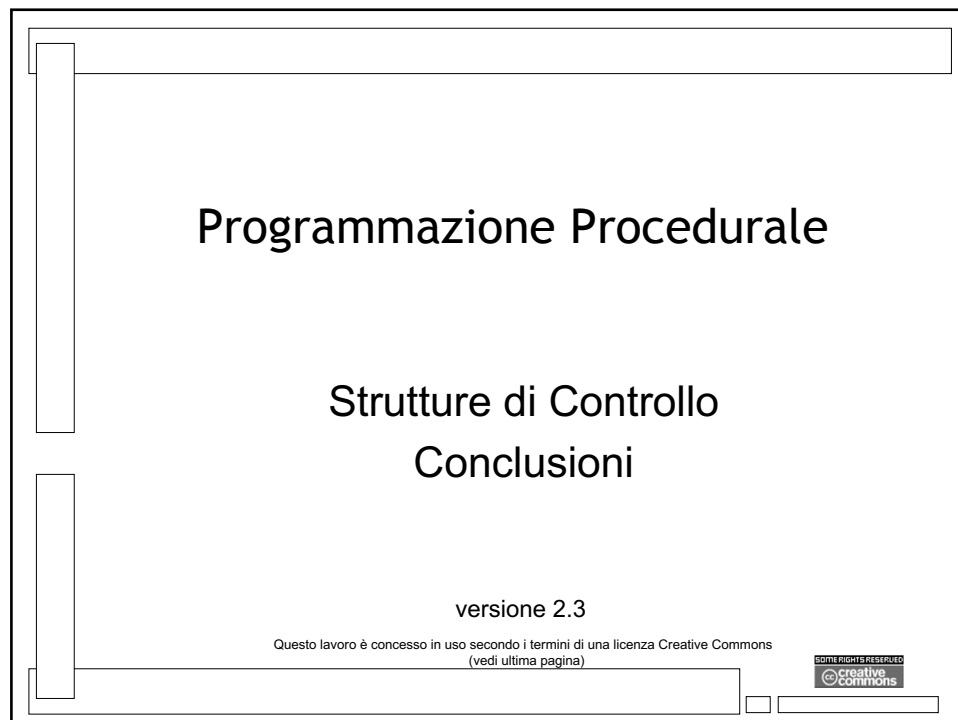 Programmazione Procedurale
Strutture di Controllo
Conclusioni
versione 2.3
Questo lavoro è concesso in uso secondo i termini di una licenza Creative Commons
(vedi ultima pagina)
SOME RIGHTS RESERVED
cc creative
commons